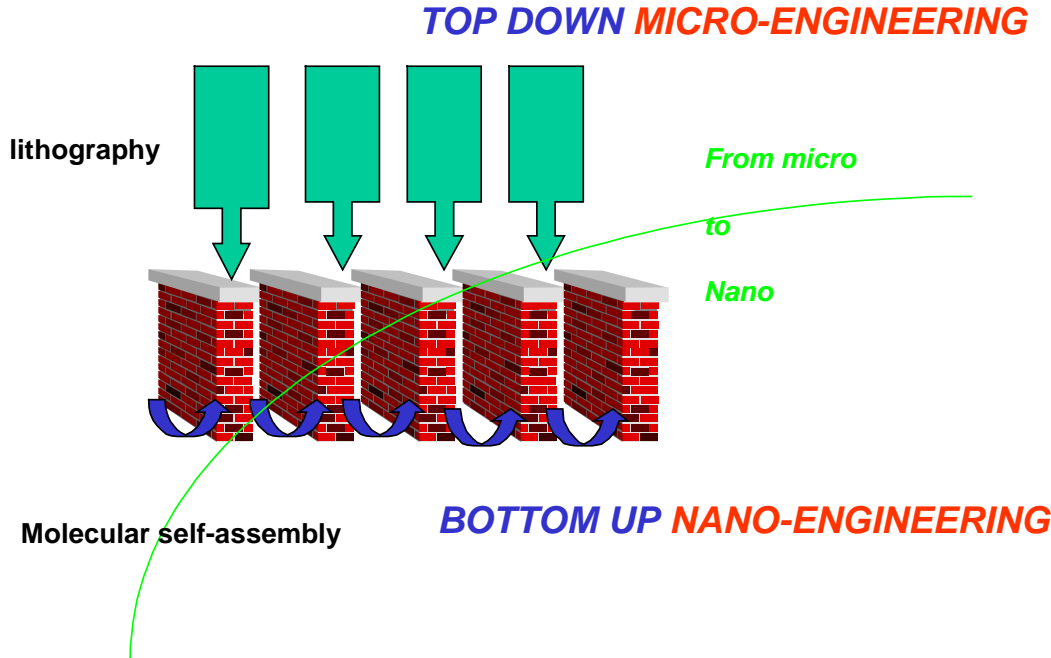 TOP DOWN MICRO-ENGINEERING
lithography
From micro
to
Nano
Molecular self-assembly
BOTTOM UP NANO-ENGINEERING